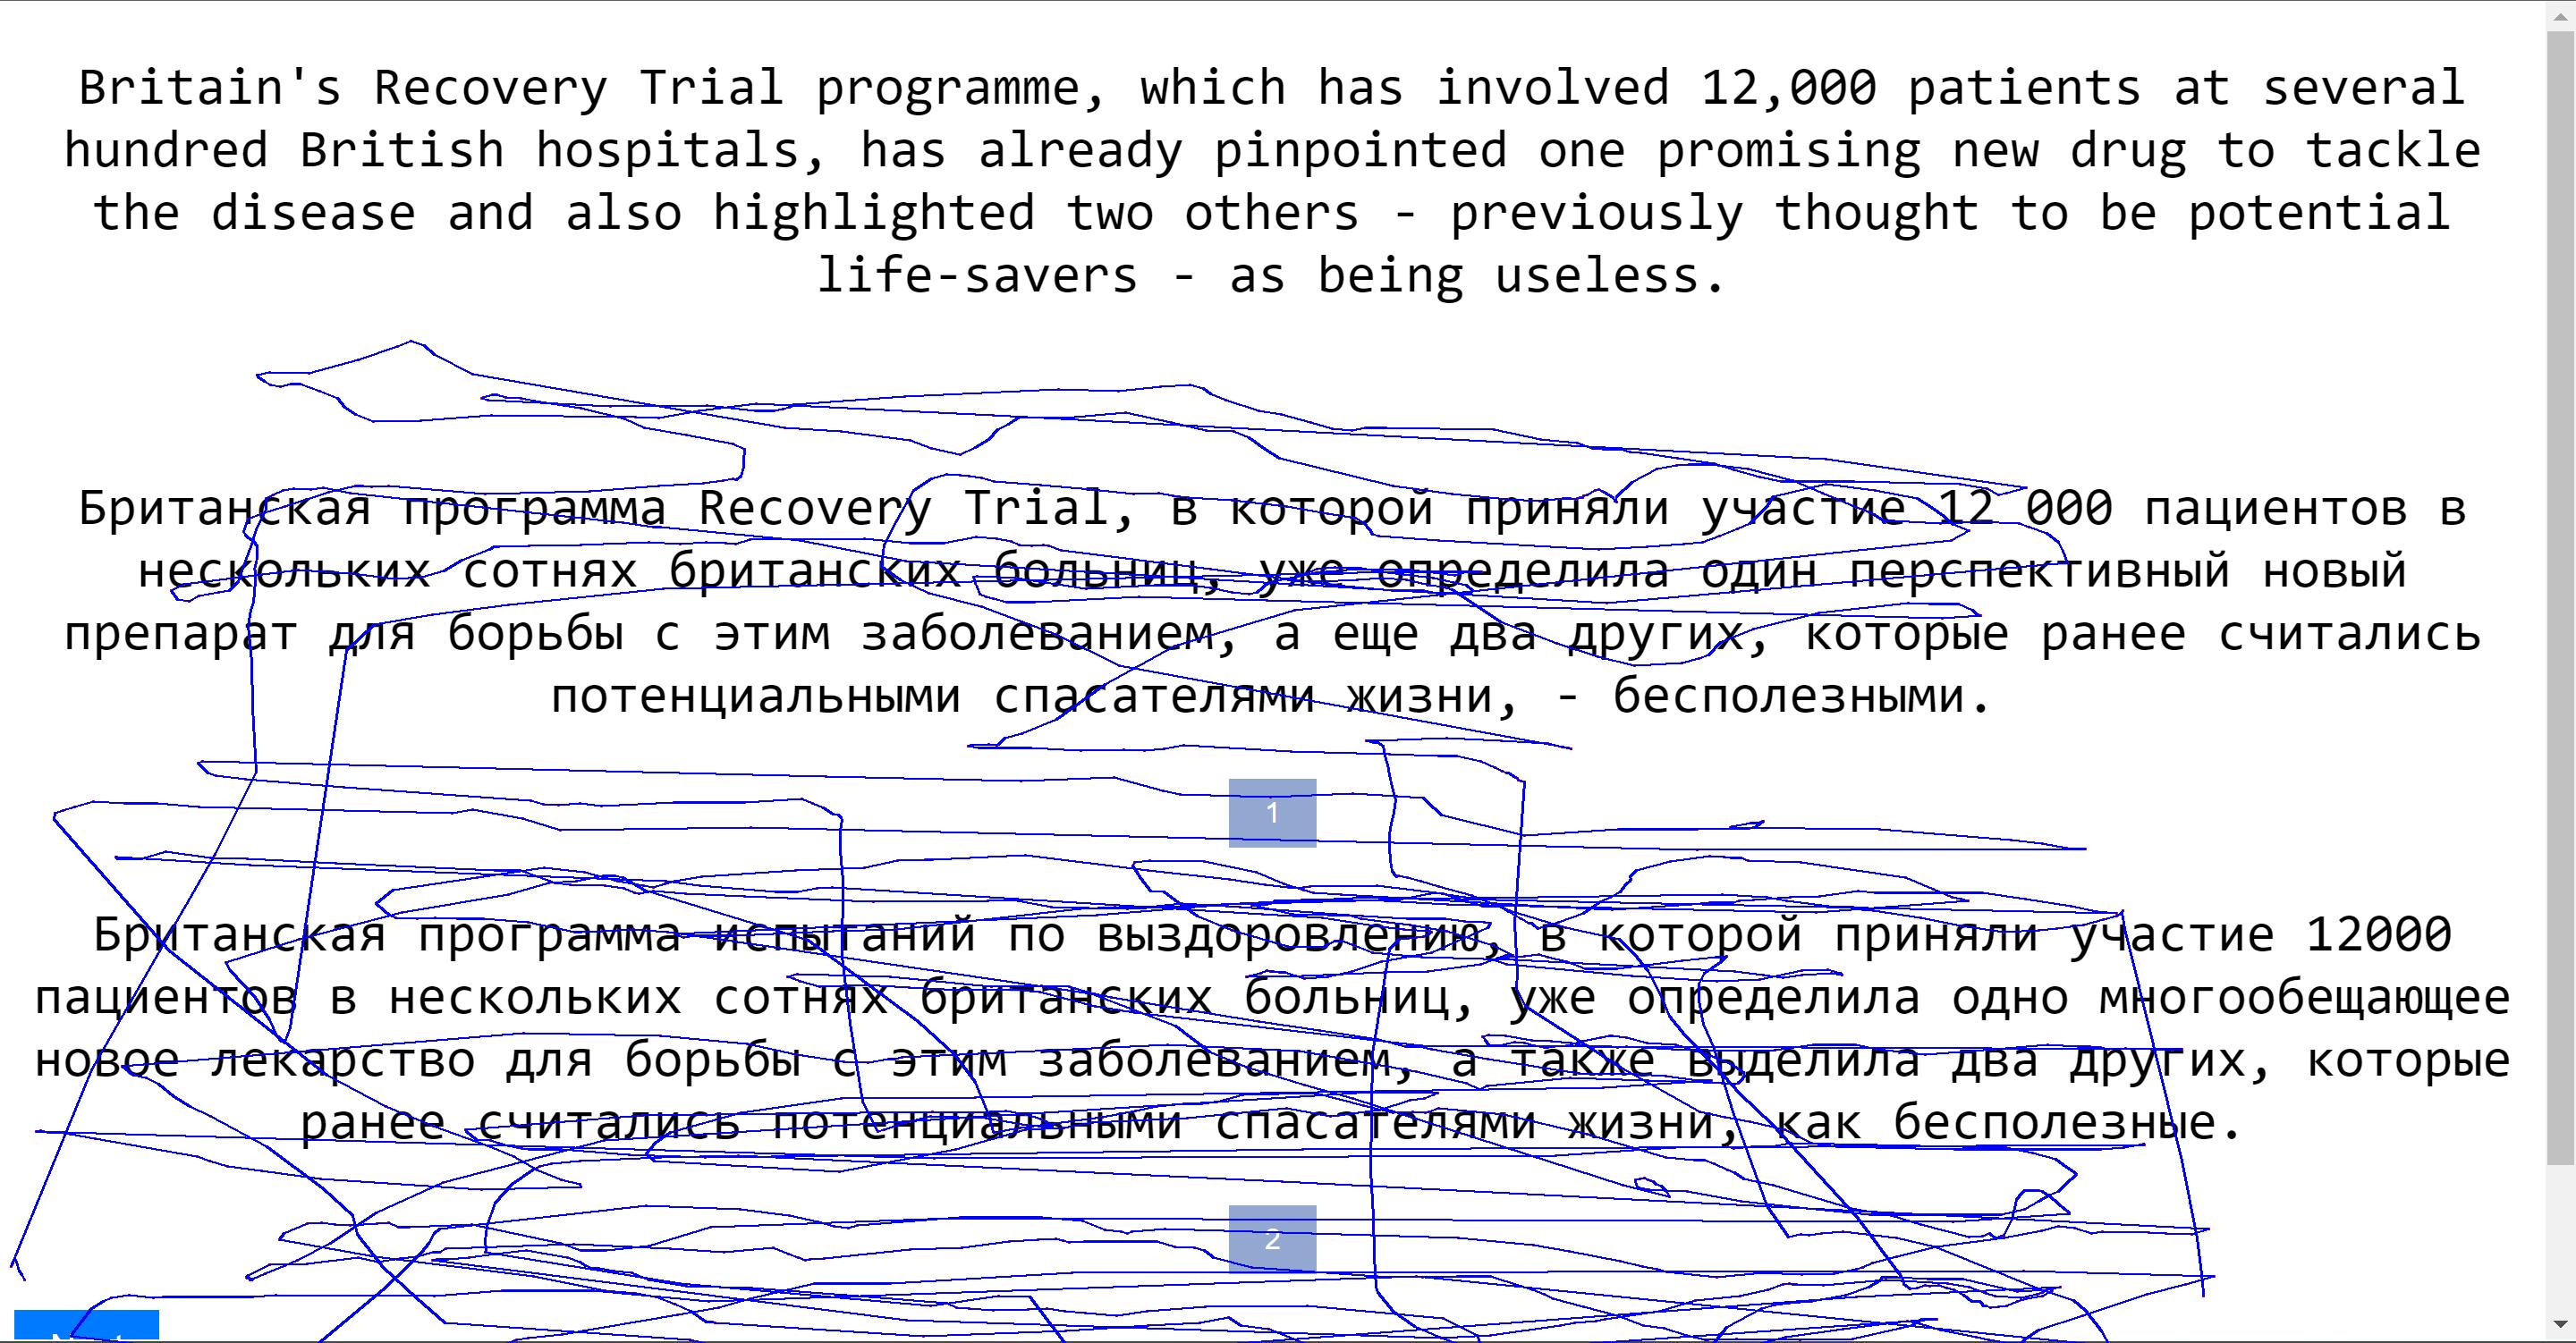 Britain's Recovery Trial programme, which has involved 12,000 patients at several
hundred British hospitals, has already pinpointed one promising new drug to tackle
the disease and also highlighted two others - previously thought to be potential
life-savers - as being useless.
Британская программа Recovery Trial, в которой приняли участие 12 000 пациентов в
нескольких сотнях британских больниц, уже определила один перспективный новый
препарат для борьбы с этим заболеванием, а еще два других, которые ранее считались
потенциальными спасателями жизни, - бесполезными.
1
Британская программа испытаний по выздоровлению, в которой приняли участие 12000
пациентов в нескольких сотнях британских больниц, уже определила одно многообещающее
новое лекарство для борьбы с этим заболеванием, а также выделила два других, которые
ранее считались потенциальными спасателями жизни, как бесполезные.
2